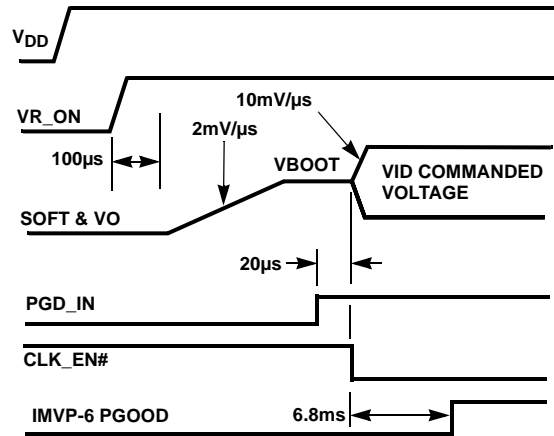 VDD
VR_ON
10mV/µs
2mV/µs
100µs
VBOOT
VID COMMANDED
VOLTAGE
SOFT & VO
20µs
PGD_IN
CLK_EN#
IMVP-6 PGOOD
6.8ms